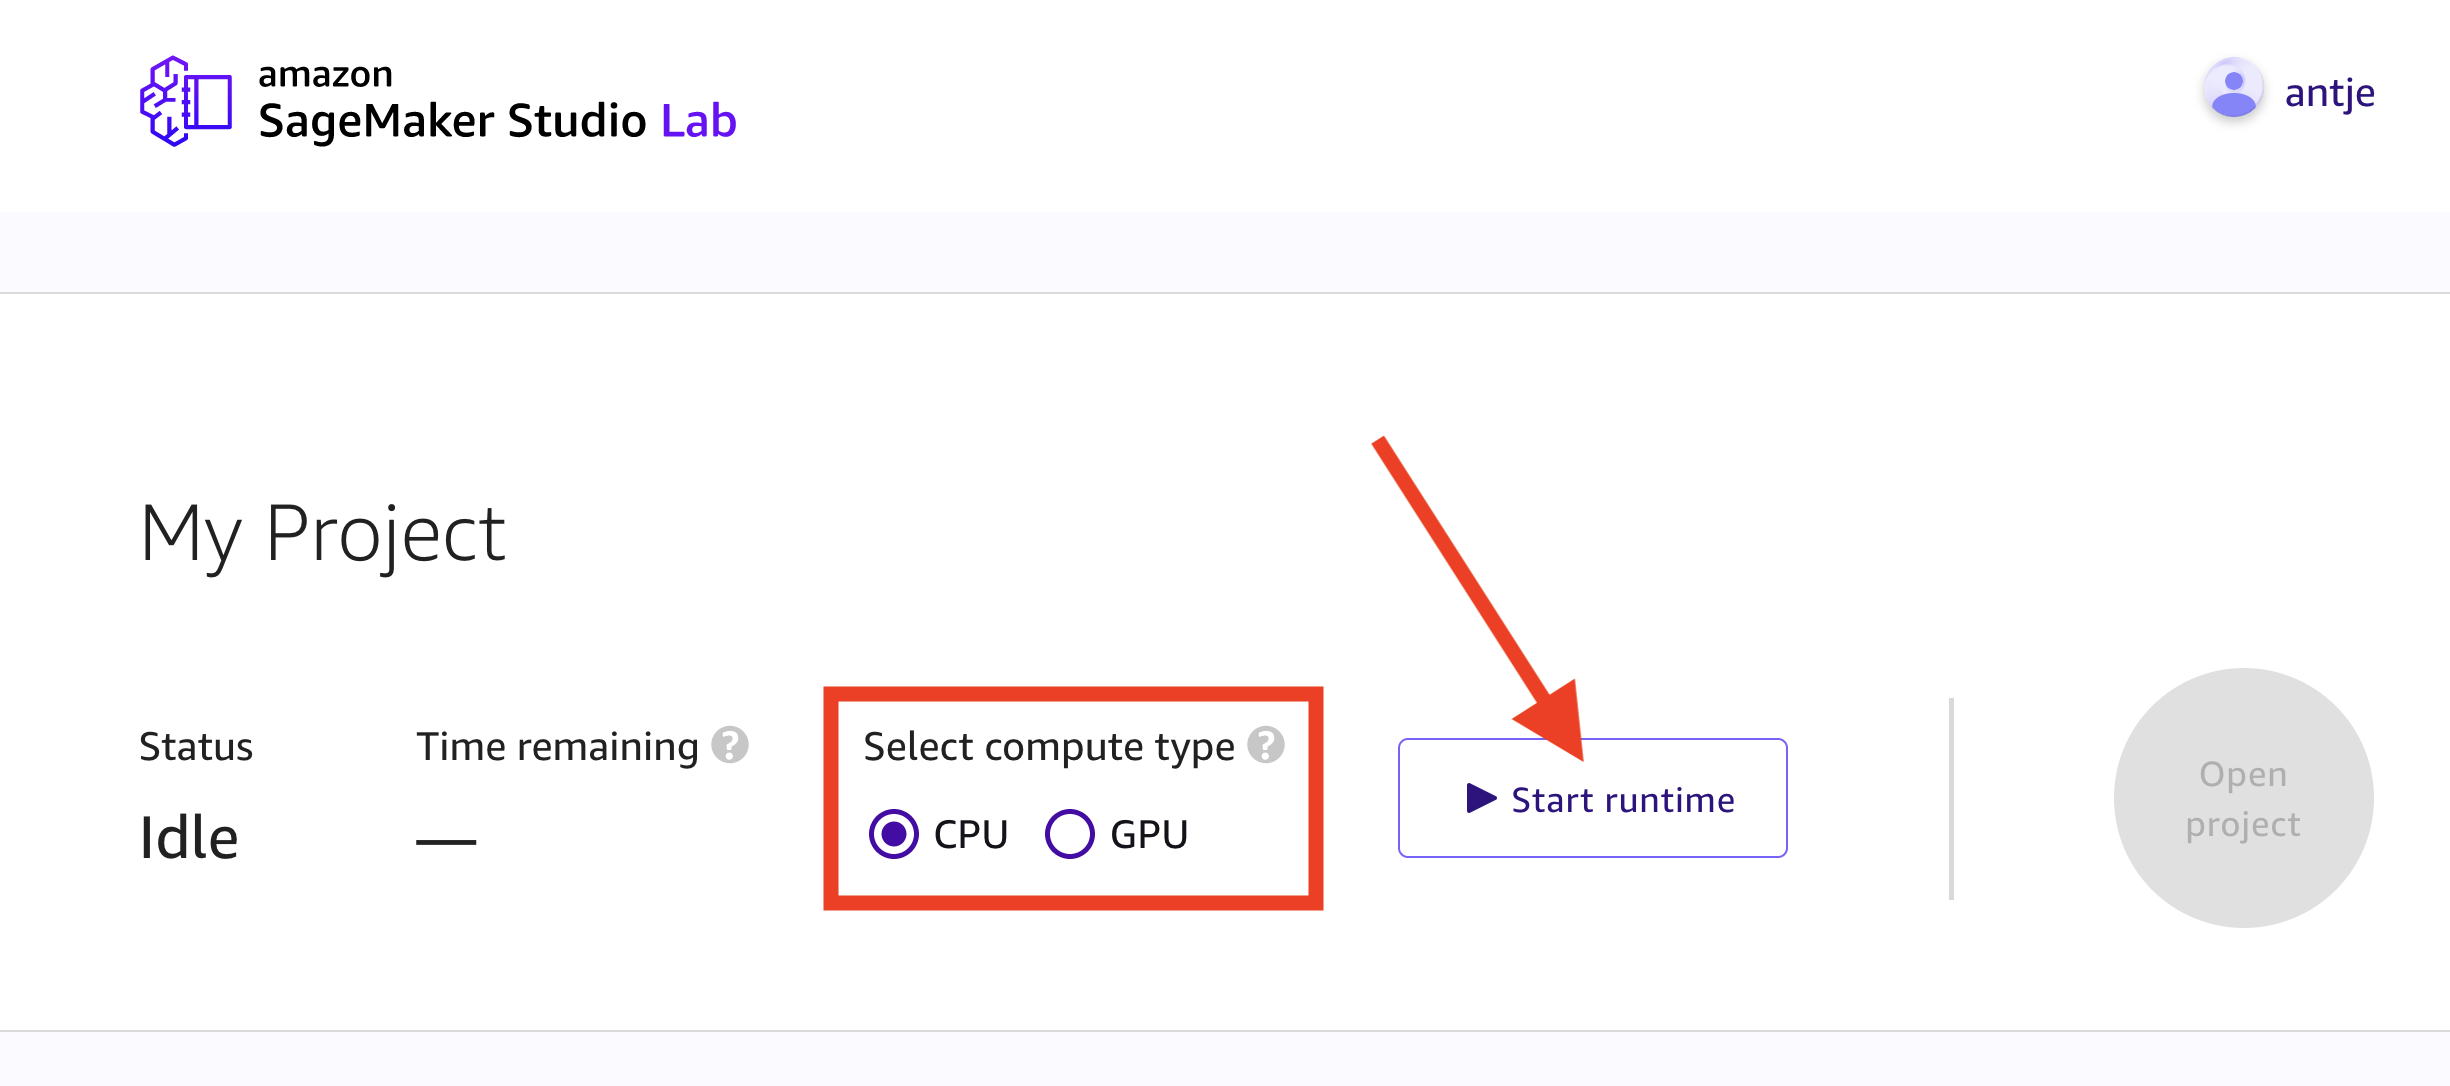 amazon
SageMaker Studio Lab
antje
My Project
Status
Time remaining ?
Select compute type ?
Idle
—
CPU
GPU
Start runtime
Open
project